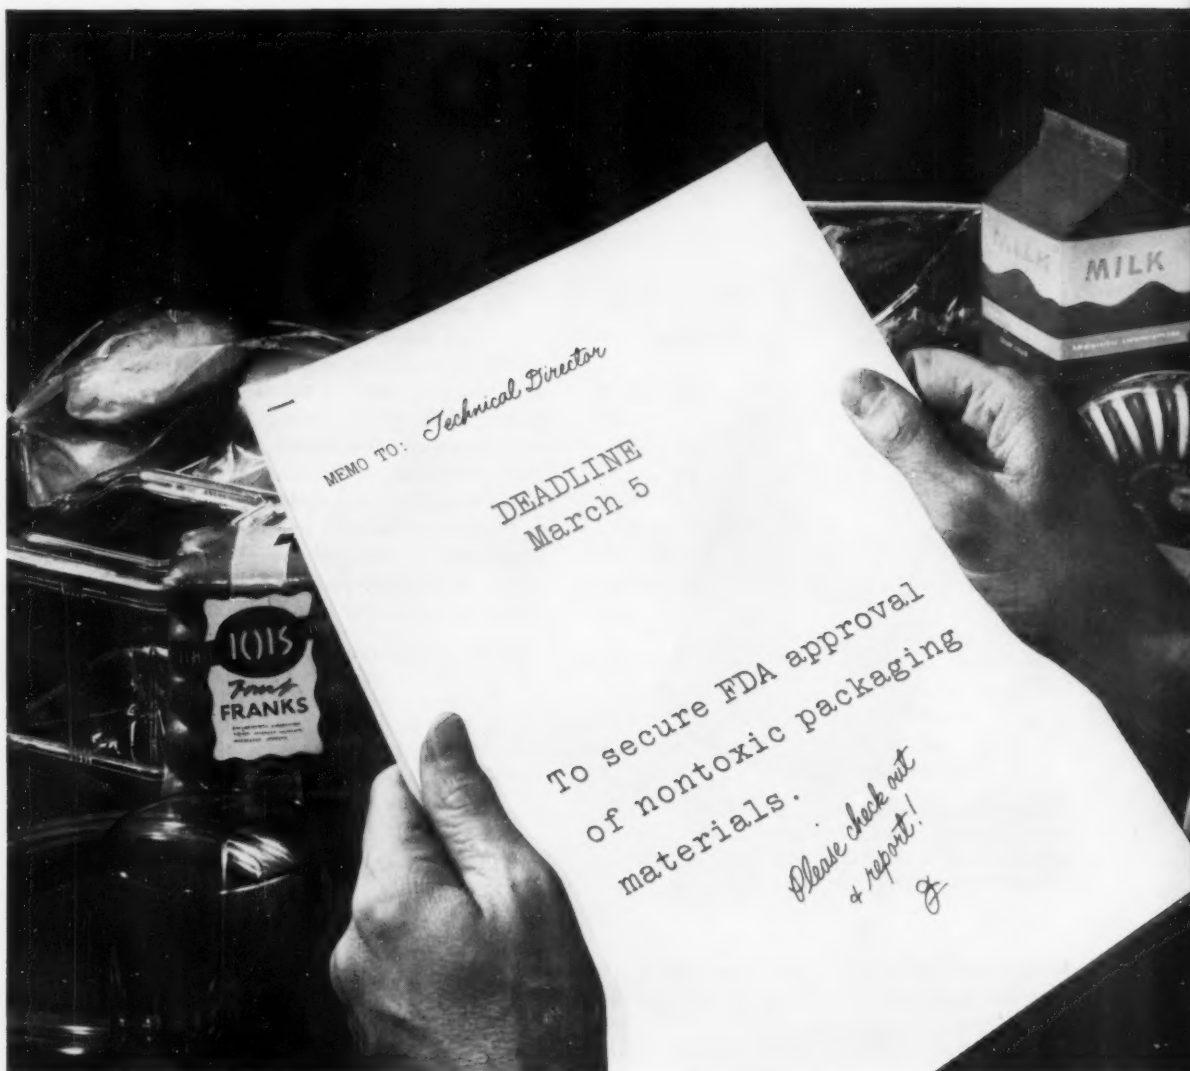 MEMO TO: Technical Director
DEADLINE
March 5
To secure FDA approval
of nontoxic packaging
materials.
Please check out
& report!
MILK
MILK
FRANKS